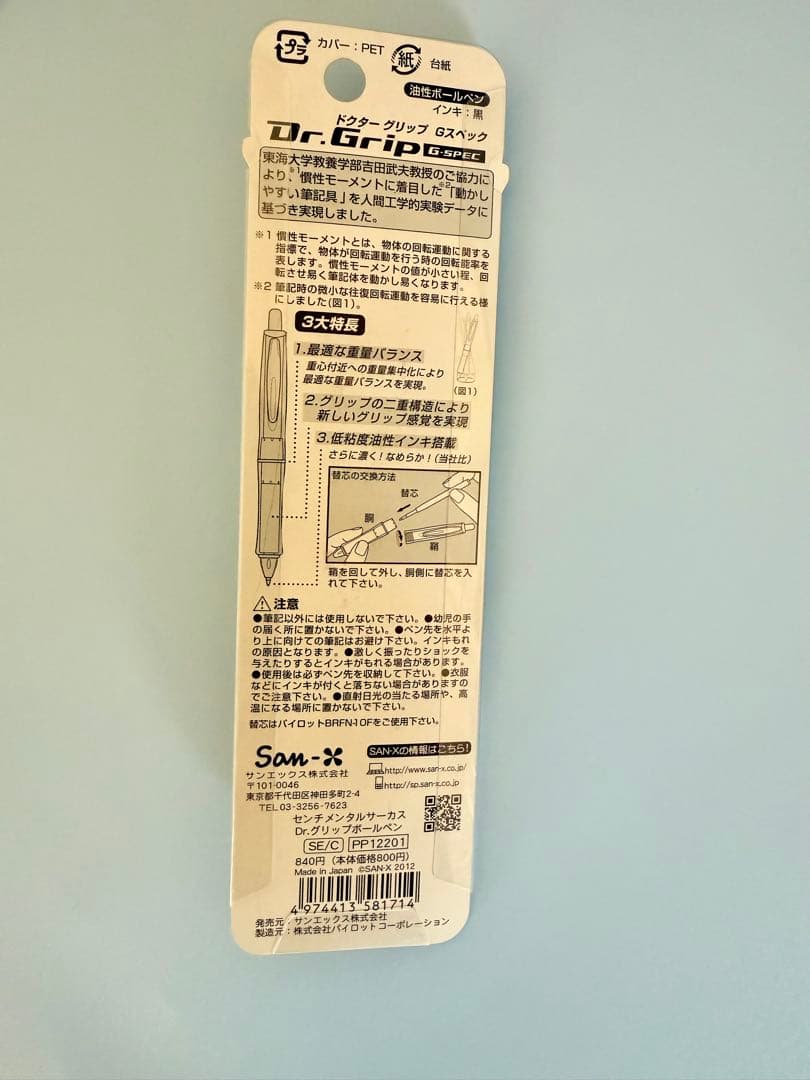 プラ カバー：PET 紙 台紙
油性ボールペン
インキ：黒
ドクター グリップ Gスペック
Dr.Grip G-SPEC
東海大学教養学部吉田武夫教授のご協力に
より、※1慣性モーメントに着目した※2「動かし
やすい筆記具」を人間工学的実験データに
基づき実現しました。
※1 慣性モーメントとは、物体の回転運動に関する
指標で、物体が回転運動を行う時の回転能率を
表します。慣性モーメントの値が小さい程、回
転させ易く筆記体を動かし易くなります。
※2 筆記時の微小な往復回転運動を容易に行える様
にしました(図1)。
3大特長
1.最適な重量バランス
重心付近への重量集中化により
最適な重量バランスを実現。
(図1)
2.グリップの二重構造により
新しいグリップ感覚を実現
3.低粘度油性インキ搭載
さらに濃く！なめらか！(当社比)
替芯の交換方法
替芯
胴
鞘
鞘を回して外し、胴側に替芯を入
れて下さい。
注意
●筆記以外には使用しないで下さい。●幼児の手
の届く所に置かないで下さい。●ペン先を水平よ
り上に向けての筆記はお避け下さい。インキもれ
の原因となります。●激しく振ったりショックを
与えたりするとインキがもれる場合があります。
●使用後は必ずペン先を収納して下さい。●衣服
などにインキが付くと落ちない場合がありますの
でご注意下さい。●直射日光の当たる場所や、高
温になる場所に置かないで下さい。
替芯はパイロットBRFN-10Fをご使用下さい。
San-X
サンエックス株式会社
〒101-0046
東京都千代田区神田多町2-4
TEL 03-3256-7623
SAN-Xの情報はこちら!
http://www.san-x.co.jp/
http://sp.san-x.co.jp
センチメンタルサーカス
Dr.グリップボールペン
SE/C PP12201
840円（本体価格800円）
Made in Japan ©SAN-X 2012
4 974413 581714
発売元：サンエックス株式会社
製造元：株式会社パイロットコーポレーション